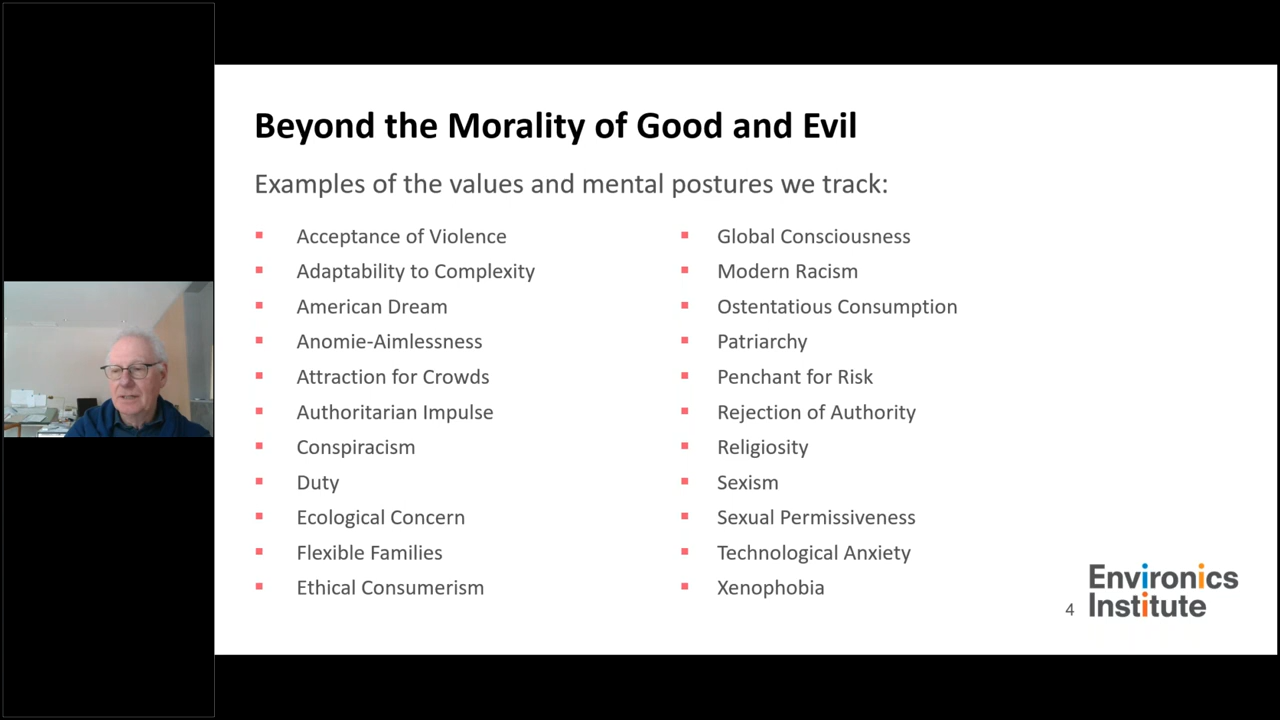 Beyond the Morality of Good and Evil
Examples of the values and mental postures we track:
Acceptance of Violence
Adaptability to Complexity
American Dream
Anomie-Aimlessness
Attraction for Crowds
Authoritarian Impulse
Conspiracism
Duty
Ecological Concern
Flexible Families
Ethical Consumerism
Global Consciousness
Modern Racism
Ostentatious Consumption
Patriarchy
Penchant for Risk
Rejection of Authority
Religiosity
Sexism
Sexual Permissiveness
Technological Anxiety
Xenophobia
4
Environics
Institute